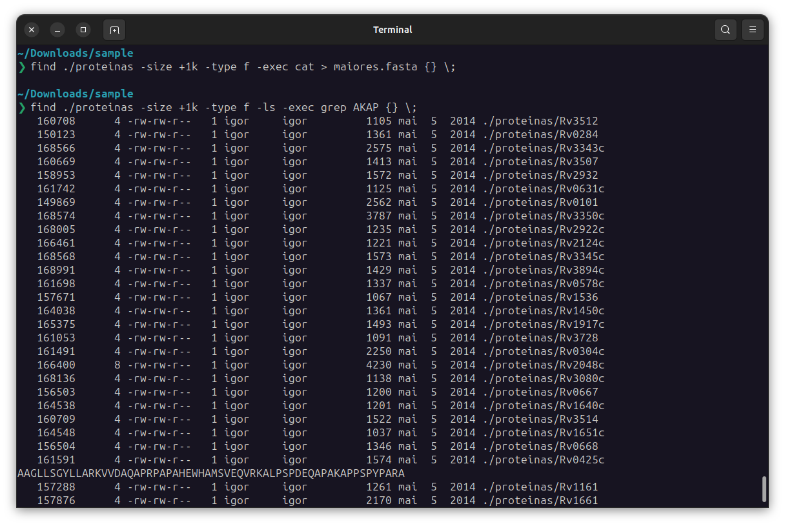 Terminal
~/Downloads/sample
❯ find ./proteinas -size +1k -type f -exec cat > maiores.fasta {} \;
~/Downloads/sample
❯ find ./proteinas -size +1k -type f -ls -exec grep AKAP {} \;
160708 4 -rw-rw-r-- 1 igor igor 1105 mai 5 2014 ./proteinas/Rv3512
150123 4 -rw-rw-r-- 1 igor igor 1361 mai 5 2014 ./proteinas/Rv0284
168566 4 -rw-rw-r-- 1 igor igor 2575 mai 5 2014 ./proteinas/Rv3343c
160669 4 -rw-rw-r-- 1 igor igor 1413 mai 5 2014 ./proteinas/Rv3507
158953 4 -rw-rw-r-- 1 igor igor 1572 mai 5 2014 ./proteinas/Rv2932
161742 4 -rw-rw-r-- 1 igor igor 1125 mai 5 2014 ./proteinas/Rv0631c
149869 4 -rw-rw-r-- 1 igor igor 2562 mai 5 2014 ./proteinas/Rv0101
168574 4 -rw-rw-r-- 1 igor igor 3787 mai 5 2014 ./proteinas/Rv3350c
168005 4 -rw-rw-r-- 1 igor igor 1235 mai 5 2014 ./proteinas/Rv2922c
166461 4 -rw-rw-r-- 1 igor igor 1221 mai 5 2014 ./proteinas/Rv2124c
168568 4 -rw-rw-r-- 1 igor igor 1573 mai 5 2014 ./proteinas/Rv3345c
168991 4 -rw-rw-r-- 1 igor igor 1429 mai 5 2014 ./proteinas/Rv3894c
161698 4 -rw-rw-r-- 1 igor igor 1337 mai 5 2014 ./proteinas/Rv0578c
157671 4 -rw-rw-r-- 1 igor igor 1067 mai 5 2014 ./proteinas/Rv1536
164038 4 -rw-rw-r-- 1 igor igor 1361 mai 5 2014 ./proteinas/Rv1450c
165375 4 -rw-rw-r-- 1 igor igor 1493 mai 5 2014 ./proteinas/Rv1917c
161053 4 -rw-rw-r-- 1 igor igor 1091 mai 5 2014 ./proteinas/Rv3728
161491 4 -rw-rw-r-- 1 igor igor 2250 mai 5 2014 ./proteinas/Rv0304c
166400 8 -rw-rw-r-- 1 igor igor 4230 mai 5 2014 ./proteinas/Rv2048c
168136 4 -rw-rw-r-- 1 igor igor 1138 mai 5 2014 ./proteinas/Rv3080c
156503 4 -rw-rw-r-- 1 igor igor 1200 mai 5 2014 ./proteinas/Rv0667
164538 4 -rw-rw-r-- 1 igor igor 1201 mai 5 2014 ./proteinas/Rv1640c
160709 4 -rw-rw-r-- 1 igor igor 1522 mai 5 2014 ./proteinas/Rv3514
164548 4 -rw-rw-r-- 1 igor igor 1037 mai 5 2014 ./proteinas/Rv1651c
156504 4 -rw-rw-r-- 1 igor igor 1346 mai 5 2014 ./proteinas/Rv0668
161591 4 -rw-rw-r-- 1 igor igor 1574 mai 5 2014 ./proteinas/Rv0425c
AAGLLSGYLLARKVVDAQAPRPAPAHEWHAMSVEQVRKALPSPDEQAPAKAPPSPYPARA
157288 4 -rw-rw-r-- 1 igor igor 1261 mai 5 2014 ./proteinas/Rv1161
157876 4 -rw-rw-r-- 1 igor igor 2170 mai 5 2014 ./proteinas/Rv1661